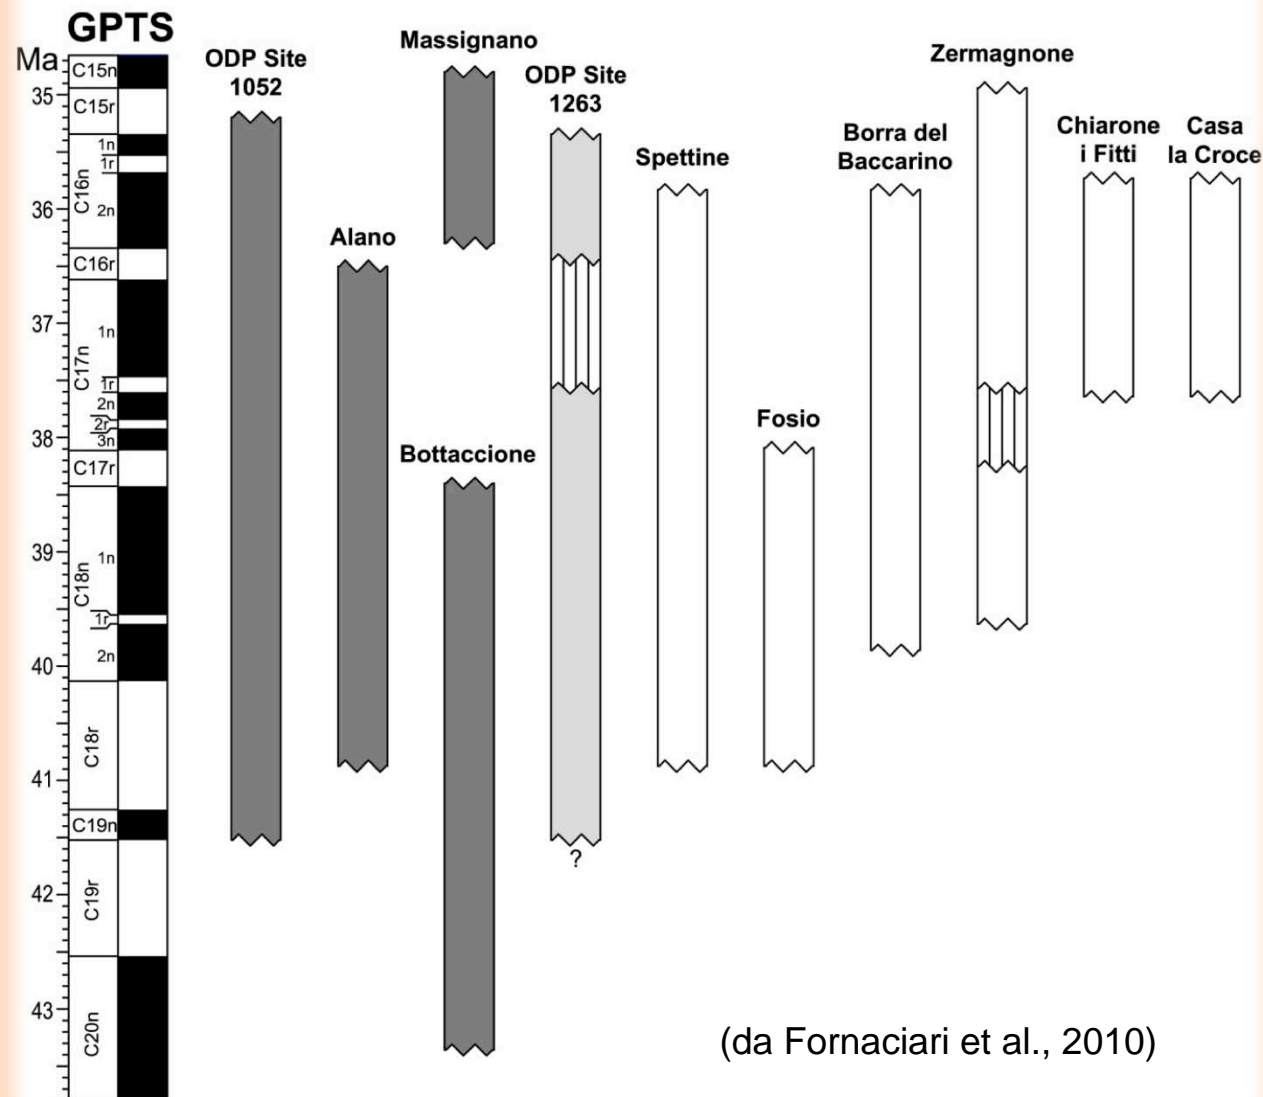 GPTS
Ma
35
36
37
38
39
40
41
42
43
C15n
C15r
1n
1r
C16n
2n
C16r
1n
C17n
1r
2n
2r
3n
C17r
1n
C18n
1r
2n
C18r
C19n
C19r
C20n
ODP Site
1052
Alano
Massignano
Bottaccione
ODP Site
1263
?
Spettine
Fosio
Borra del
Baccarino
Zermagnone
Chiarone
i Fitti
Casa
la Croce
(da Fornaciari et al., 2010)